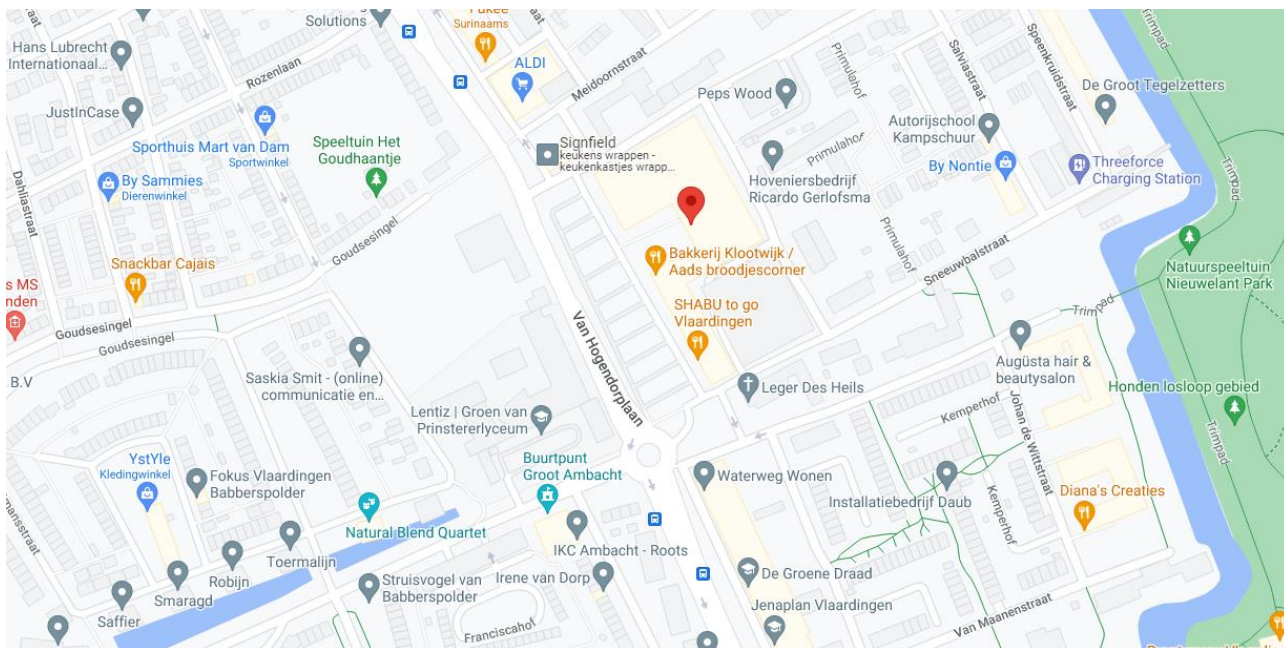 Solutions
Surinaams
Hans Lubrecht
Internationaal...
Rozenlaan
ALDI
Meidoornstraat
Peps Wood
Primulahof
Salviastraat
Speenkruidstraat
Trimpad
De Groot Tegelzetters
JustInCase
Sporthuis Mart van Dam
Sportwinkel
Speeltuin Het
Goudhaantje
Signfield
keukens wrappen -
keukenkastjes wrapp...
Primulahof
Autorijschool
Kampschuur
By Nontie
Threeforce
Charging Station
Trimpad
Dahliastraat
By Sammies
Dierenwinkel
Hoveniersbedrijf
Ricardo Gerlofsma
Goudsesingel
Primulahof
Sneeuwbalstraat
Snackbar Cajais
Bakkerij Klootwijk /
Aads broodjescorner
Natuurspeeltuin
Nieuwelant Park
s MS
nden
SHABU to go
Vlaardingen
Trimpad
Goudsesingel
Goudsesingel
Van Hogendorplaan
B.V
Saskia Smit - (online)
communicatie en...
Leger Des Heils
Augüsta hair &
beautysalon
Honden losloop gebied
Lentiz | Groen van
Prinstererlyceum
Kemperhof
Johan de Wittstraat
Trimpad
YstYle
Kledingwinkel
Fokus Vlaardingen
Babberspolder
Buurtpunt
Groot Ambacht
Waterweg Wonen
Installatiebedrijf Daub
Kemperhof
Diana's Creaties
mansstraat
Natural Blend Quartet
Toermalijn
IKC Ambacht - Roots
Robijn
Smaragd
Saffier
Struisvogel van
Babberspolder
Irene van Dorp
De Groene Draad
Jenaplan Vlaardingen
Franciscahof
Van Maanenstraat